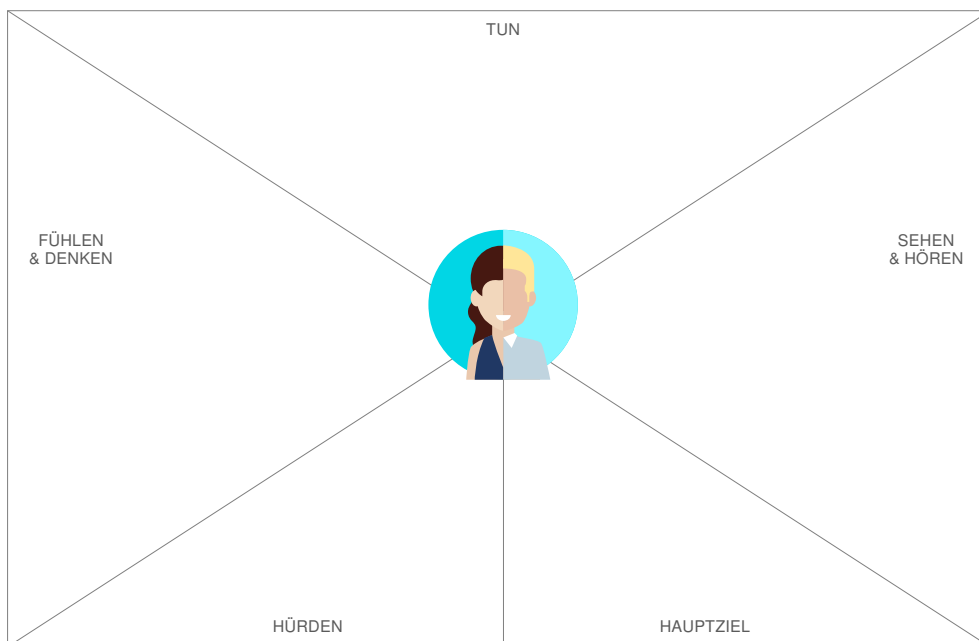 TUN
FÜHLEN
& DENKEN
SEHEN
& HÖREN
HÜRDEN
HAUPTZIEL